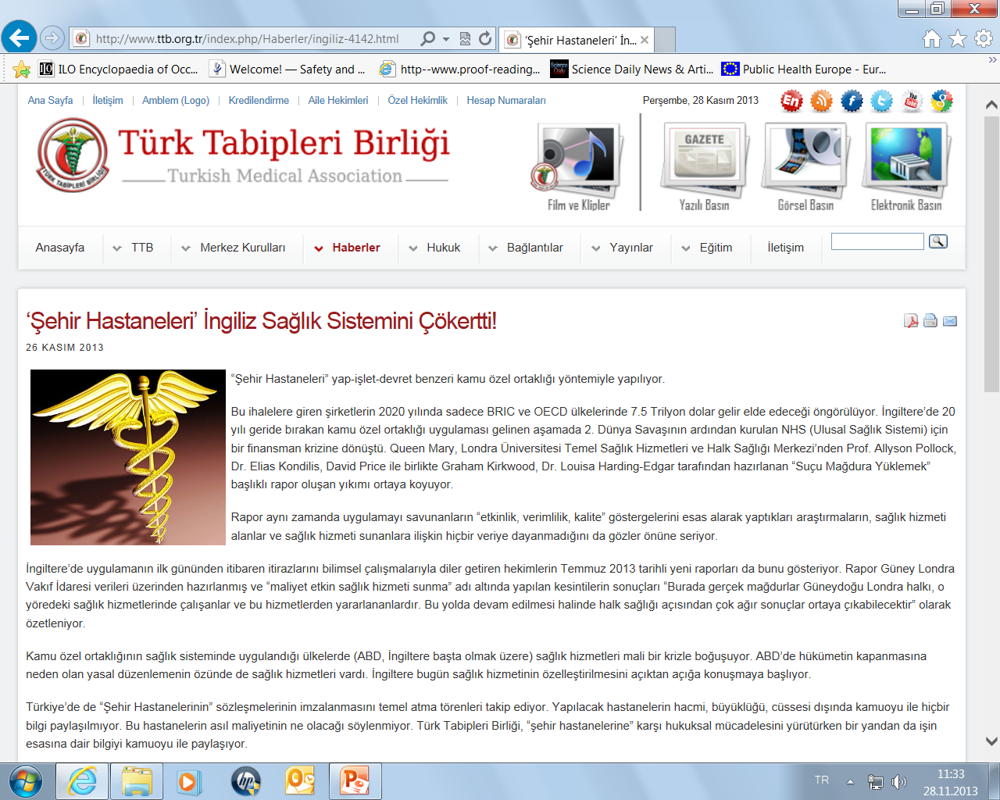 http://www.ttb.org.tr/index.php/Haberler/ingiliz-4142.html
'Şehir Hastaneleri' İn...
ILO Encyclopaedia of Occ...
Welcome! — Safety and ...
http--www.proof-reading...
Science Daily News & Arti...
Public Health Europe - Eur...
Ana Sayfa | İletişim | Amblem (Logo) | Kredilendirme | Aile Hekimleri | Özel Hekimlik | Hesap Numaraları
Perşembe, 28 Kasım 2013
En
You Tube
TÜRK TABİPLERİ BİRLİĞİ
Türk Tabipleri Birliği
Turkish Medical Association
GAZETE
Film ve Klipler
Yazılı Basın
Görsel Basın
Elektronik Basın
Anasayfa TTB Merkez Kurulları Haberler Hukuk Bağlantılar Yayınlar Eğitim İletişim
‘Şehir Hastaneleri’ İngiliz Sağlık Sistemini Çökertti!
26 KASIM 2013
“Şehir Hastaneleri” yap-işlet-devret benzeri kamu özel ortaklığı yöntemiyle yapılıyor.
Bu ihalelere giren şirketlerin 2020 yılında sadece BRIC ve OECD ülkelerinde 7.5 Trilyon dolar gelir elde edeceği öngörülüyor. İngiltere’de 20
yılı geride bırakan kamu özel ortaklığı uygulaması gelinen aşamada 2. Dünya Savaşının ardından kurulan NHS (Ulusal Sağlık Sistemi) için
bir finansman krizine dönüştü. Queen Mary, Londra Üniversitesi Temel Sağlık Hizmetleri ve Halk Sağlığı Merkezi’nden Prof. Allyson Pollock,
Dr. Elias Kondilis, David Price ile birlikte Graham Kirkwood, Dr. Louisa Harding-Edgar tarafından hazırlanan “Suçu Mağdura Yüklemek”
başlıklı rapor oluşan yıkımı ortaya koyuyor.
Rapor aynı zamanda uygulamayı savunanların “etkinlik, verimlilik, kalite” göstergelerini esas alarak yaptıkları araştırmaların, sağlık hizmeti
alanlar ve sağlık hizmeti sunanlara ilişkin hiçbir veriye dayanmadığını da gözler önüne seriyor.
İngiltere’de uygulamanın ilk gününden itibaren itirazlarını bilimsel çalışmalarıyla diler getiren hekimlerin Temmuz 2013 tarihli yeni raporları da bunu gösteriyor. Rapor Güney Londra
Vakıf İdaresi verileri üzerinden hazırlanmış ve “maliyet etkin sağlık hizmeti sunma” adı altında yapılan kesintilerin sonuçları “Burada gerçek mağdurlar Güneydoğu Londra halkı, o
yöredeki sağlık hizmetlerinde çalışanlar ve bu hizmetlerden yararlananlardır. Bu yolda devam edilmesi halinde halk sağlığı açısından çok ağır sonuçlar ortaya çıkabilecektir” olarak
özetleniyor.
Kamu özel ortaklığının sağlık sisteminde uygulandığı ülkelerde (ABD, İngiltere başta olmak üzere) sağlık hizmetleri mali bir krizle boğuşuyor. ABD’de hükümetin kapanmasına
neden olan yasal düzenlemenin özünde de sağlık hizmetleri vardı. İngiltere bugün sağlık hizmetinin özelleştirilmesini açıktan açığa konuşmaya başlıyor.
Türkiye’de de “Şehir Hastanelerinin” sözleşmelerinin imzalanmasını temel atma törenleri takip ediyor. Yapılacak hastanelerin hacmi, büyüklüğü, cüssesi dışında kamuoyu ile hiçbir
bilgi paylaşılmıyor. Bu hastanelerin asıl maliyetinin ne olacağı söylenmiyor. Türk Tabipleri Birliği, “şehir hastanelerine” karşı hukuksal mücadelesini yürütürken bir yandan da işin
esasına dair bilgiyi kamuoyu ile paylaşıyor.
TR
11:33
28.11.2013